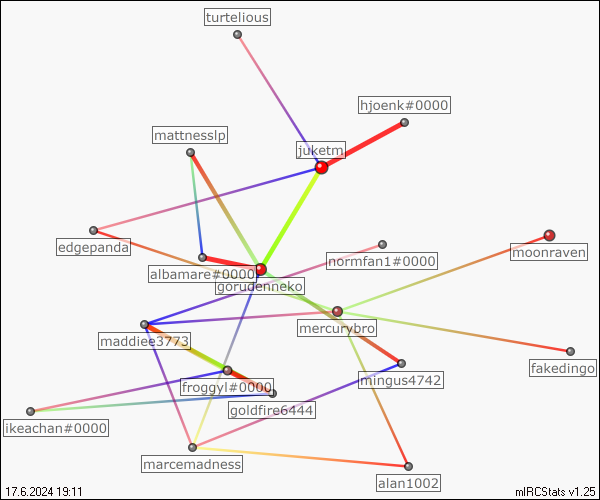 turtelious
hjoenk#0000
mattnesslp
juketm
edgepanda
moonraven
normfan1#0000
albamare#0000
gorudenneko
mercurybro
maddiee3773
fakedingo
mingus4742
froggyl#0000
goldfire6444
ikeachan#0000
marcemadness
alan1002
17.6.2024 19:11
mIRCStats v1.25